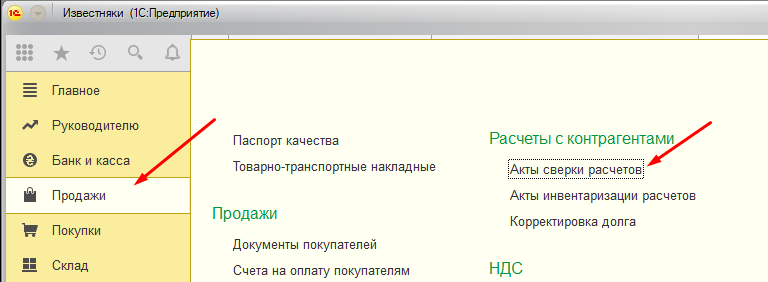 Известняки (1С:Предприятие)
Главное
Руководителю
Банк и касса
Продажи
Покупки
Склад
Паспорт качества
Товарно-транспортные накладные
Продажи
Документы покупателей
Счета на оплату покупателям
Расчеты с контрагентами
Акты сверки расчетов
Акты инвентаризации расчетов
Корректировка долга
НДС